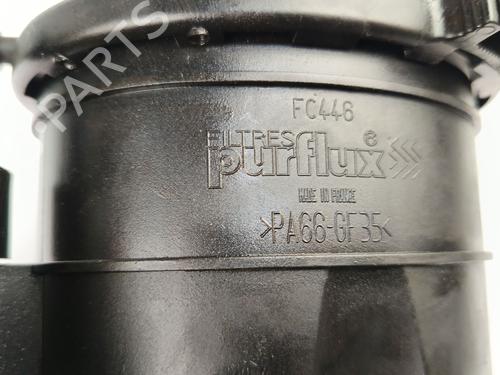 B-PARTS
FC446
FILTRES
purflux ®
MADE IN FRANCE
>PA66-GF35<